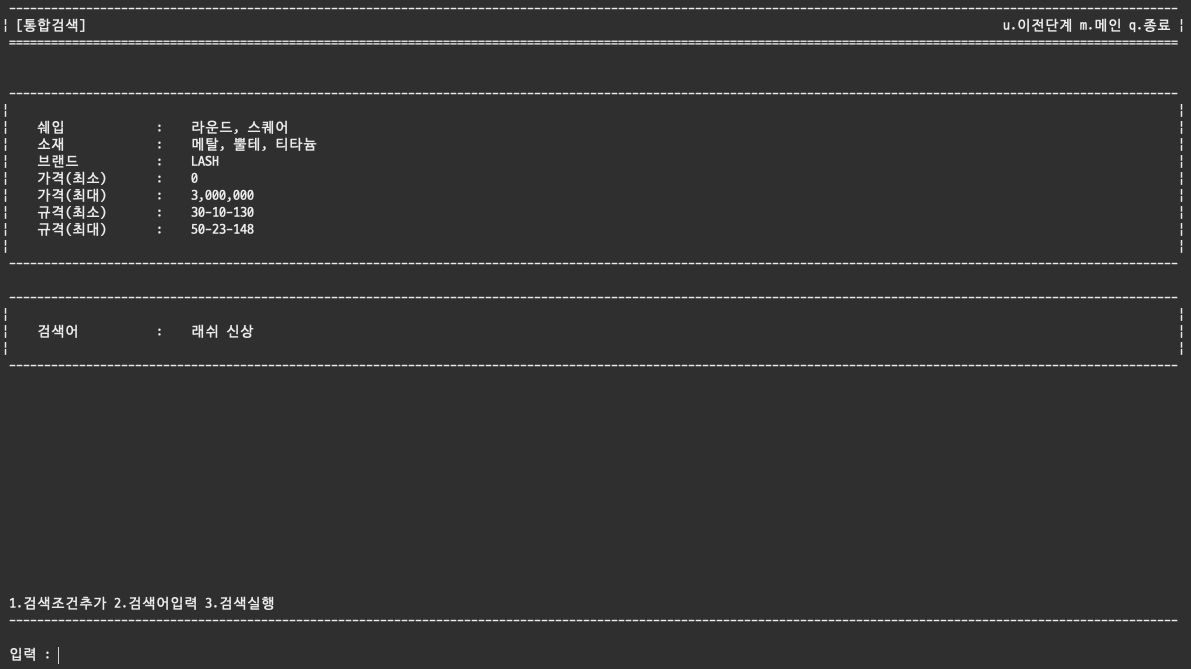 [통합검색] u.이전단계 m.메인 q.종료
쉐입 : 라운드, 스퀘어
소재 : 메탈, 뿔테, 티타늄
브랜드 : LASH
가격(최소) : 0
가격(최대) : 3,000,000
규격(최소) : 30-10-130
규격(최대) : 50-23-148
검색어 : 래쉬 신상
1.검색조건추가 2.검색어입력 3.검색실행
입력 :